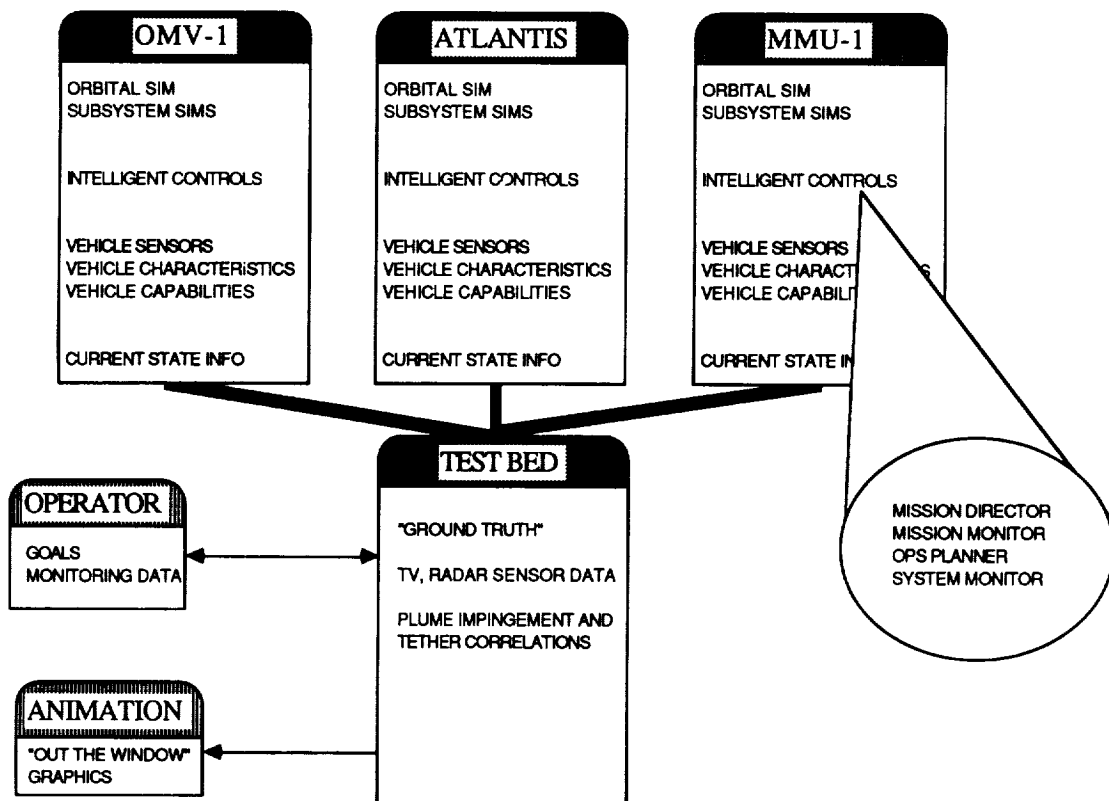 OMV-1
ORBITAL SIM
SUBSYSTEM SIMS
INTELLIGENT CONTROLS
VEHICLE SENSORS
VEHICLE CHARACTERISTICS
VEHICLE CAPABILITIES
CURRENT STATE INFO
ATLANTIS
ORBITAL SIM
SUBSYSTEM SIMS
INTELLIGENT CONTROLS
VEHICLE SENSORS
VEHICLE CHARACTERISTICS
VEHICLE CAPABILITIES
CURRENT STATE INFO
MMU-1
ORBITAL SIM
SUBSYSTEM SIMS
INTELLIGENT CONTROLS
VEHICLE SENSORS
VEHICLE CHARACT S
VEHICLE CAPABILI
CURRENT STATE IN
MISSION DIRECTOR
MISSION MONITOR
OPS PLANNER
SYSTEM MONITOR
TEST BED
"GROUND TRUTH"
TV, RADAR SENSOR DATA
PLUME IMPINGEMENT AND
TETHER CORRELATIONS
OPERATOR
GOALS
MONITORING DATA
ANIMATION
"OUT THE WINDOW"
GRAPHICS